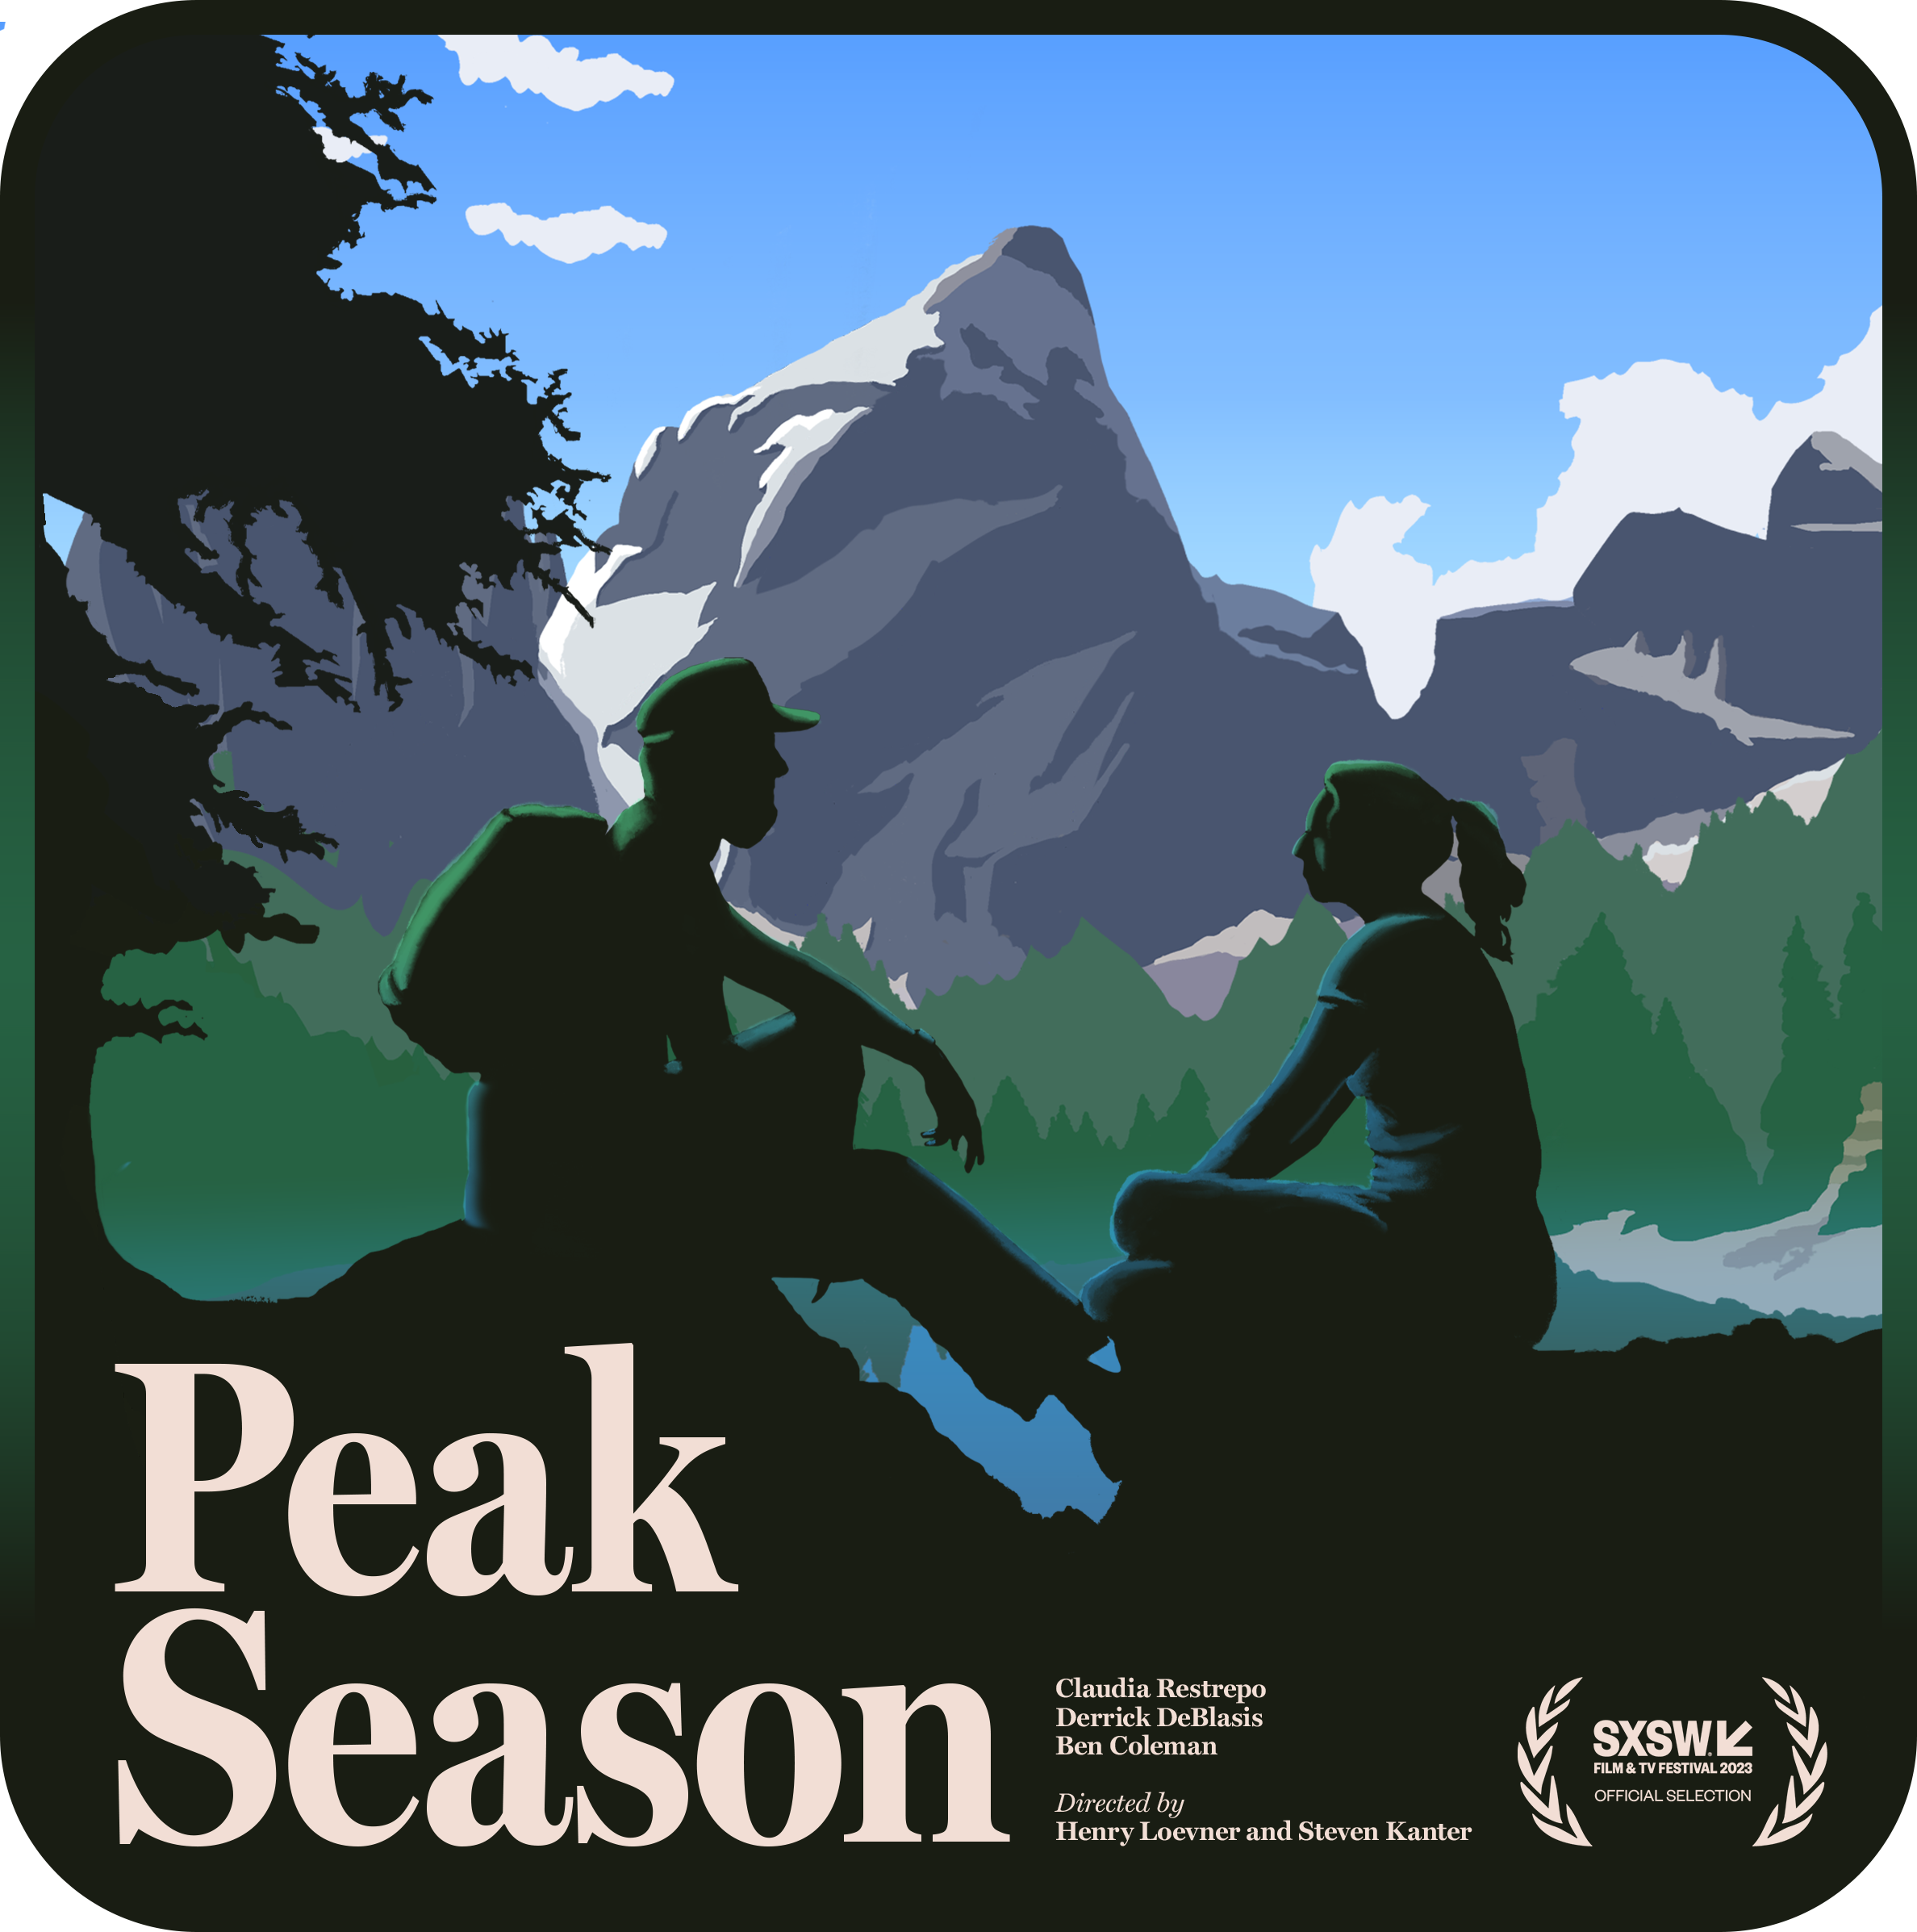 Peak
Season
Claudia Restrepo
Derrick DeBlasis
Ben Coleman
Directed by
Henry Loevner and Steven Kanter
SXSW.
FILM & TV FESTIVAL 2023
OFFICIAL SELECTION